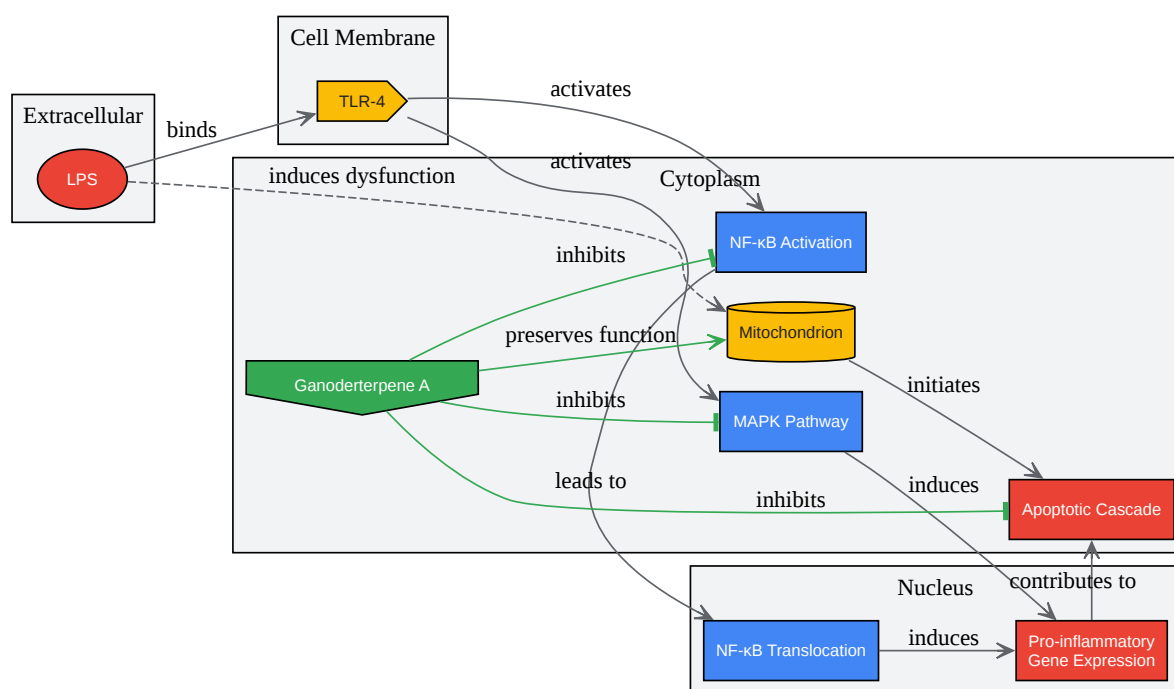 Cell Membrane
TLR-4
activates
Extracellular
binds
LPS
activates
induces dysfunction
Cytoplasm
NF-κB Activation
inhibits
preserves function
Mitochondrion
Ganoderterpene A
initiates
inhibits
MAPK Pathway
leads to
induces
inhibits
Apoptotic Cascade
Nucleus
contributes to
NF-κB Translocation
induces
Pro-inflammatory
Gene Expression